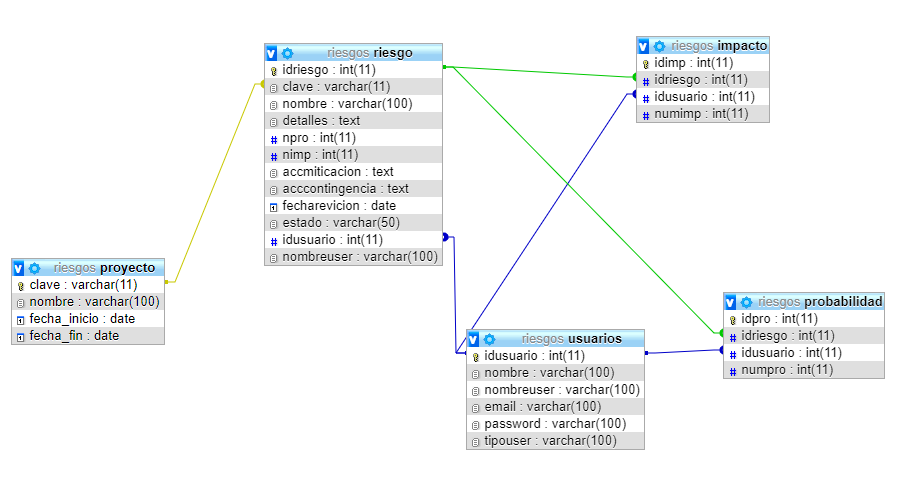 riesgos riesgo
idriesgo : int(11)
clave : varchar(11)
nombre : varchar(100)
detalles : text
npro : int(11)
nimp : int(11)
accmiticacion : text
acccontingencia : text
fecharevicion : date
estado : varchar(50)
idusuario : int(11)
nombreuser : varchar(100)
riesgos impacto
idimp : int(11)
idriesgo : int(11)
idusuario : int(11)
numimp : int(11)
riesgos proyecto
clave : varchar(11)
nombre : varchar(100)
fecha_inicio : date
fecha_fin : date
riesgos usuarios
idusuario : int(11)
nombre : varchar(100)
nombreuser : varchar(100)
email : varchar(100)
password : varchar(100)
tipouser : varchar(100)
riesgos probabilidad
idpro : int(11)
idriesgo : int(11)
idusuario : int(11)
numpro : int(11)